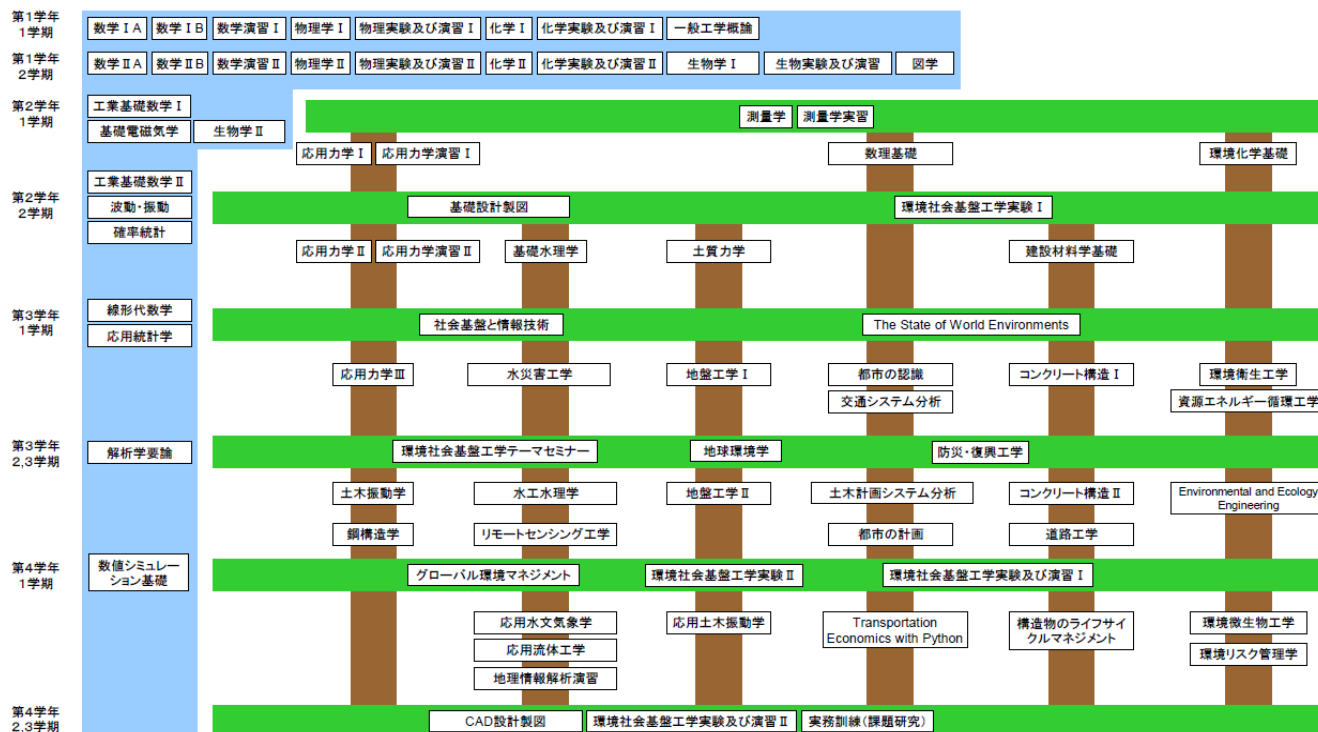 第1学年
1学期
数学ⅠA
数学ⅠB
数学演習Ⅰ
物理学Ⅰ
物理実験及び演習Ⅰ
化学Ⅰ
化学実験及び演習Ⅰ
一般工学概論
第1学年
2学期
数学ⅡA
数学ⅡB
数学演習Ⅱ
物理学Ⅱ
物理実験及び演習Ⅱ
化学Ⅱ
化学実験及び演習Ⅱ
生物学Ⅰ
生物実験及び演習
図学
第2学年
1学期
工業基礎数学Ⅰ
基礎電磁気学
生物学Ⅱ
測量学
測量学実習
応用力学Ⅰ
応用力学演習Ⅰ
数理基礎
環境化学基礎
第2学年
2学期
工業基礎数学Ⅱ
波動・振動
確率統計
基礎設計製図
環境社会基盤工学実験Ⅰ
応用力学Ⅱ
応用力学演習Ⅱ
基礎水理学
土質力学
建設材料学基礎
第3学年
1学期
線形代数学
応用統計学
社会基盤と情報技術
The State of World Environments
応用力学Ⅲ
水災害工学
地盤工学Ⅰ
都市の認識
コンクリート構造Ⅰ
環境衛生工学
交通システム分析
資源エネルギー循環工学
第3学年
2,3学期
解析学要論
環境社会基盤工学テーマセミナー
地球環境学
防災・復興工学
土木振動学
水工水理学
地盤工学Ⅱ
土木計画システム分析
コンクリート構造Ⅱ
Environmental and Ecology
Engineering
鋼構造学
リモートセンシング工学
都市の計画
道路工学
第4学年
1学期
数値シミュレー
ション基礎
グローバル環境マネジメント
環境社会基盤工学実験Ⅱ
環境社会基盤工学実験及び演習Ⅰ
応用水文気象学
応用土木振動学
Transportation
Economics with Python
構造物のライフサイ
クルマネジメント
環境微生物工学
応用流体工学
環境リスク管理学
地理情報解析演習
第4学年
2.3学期
CAD設計製図
環境社会基盤工学実験及び演習Ⅱ
実務訓練(課題研究)